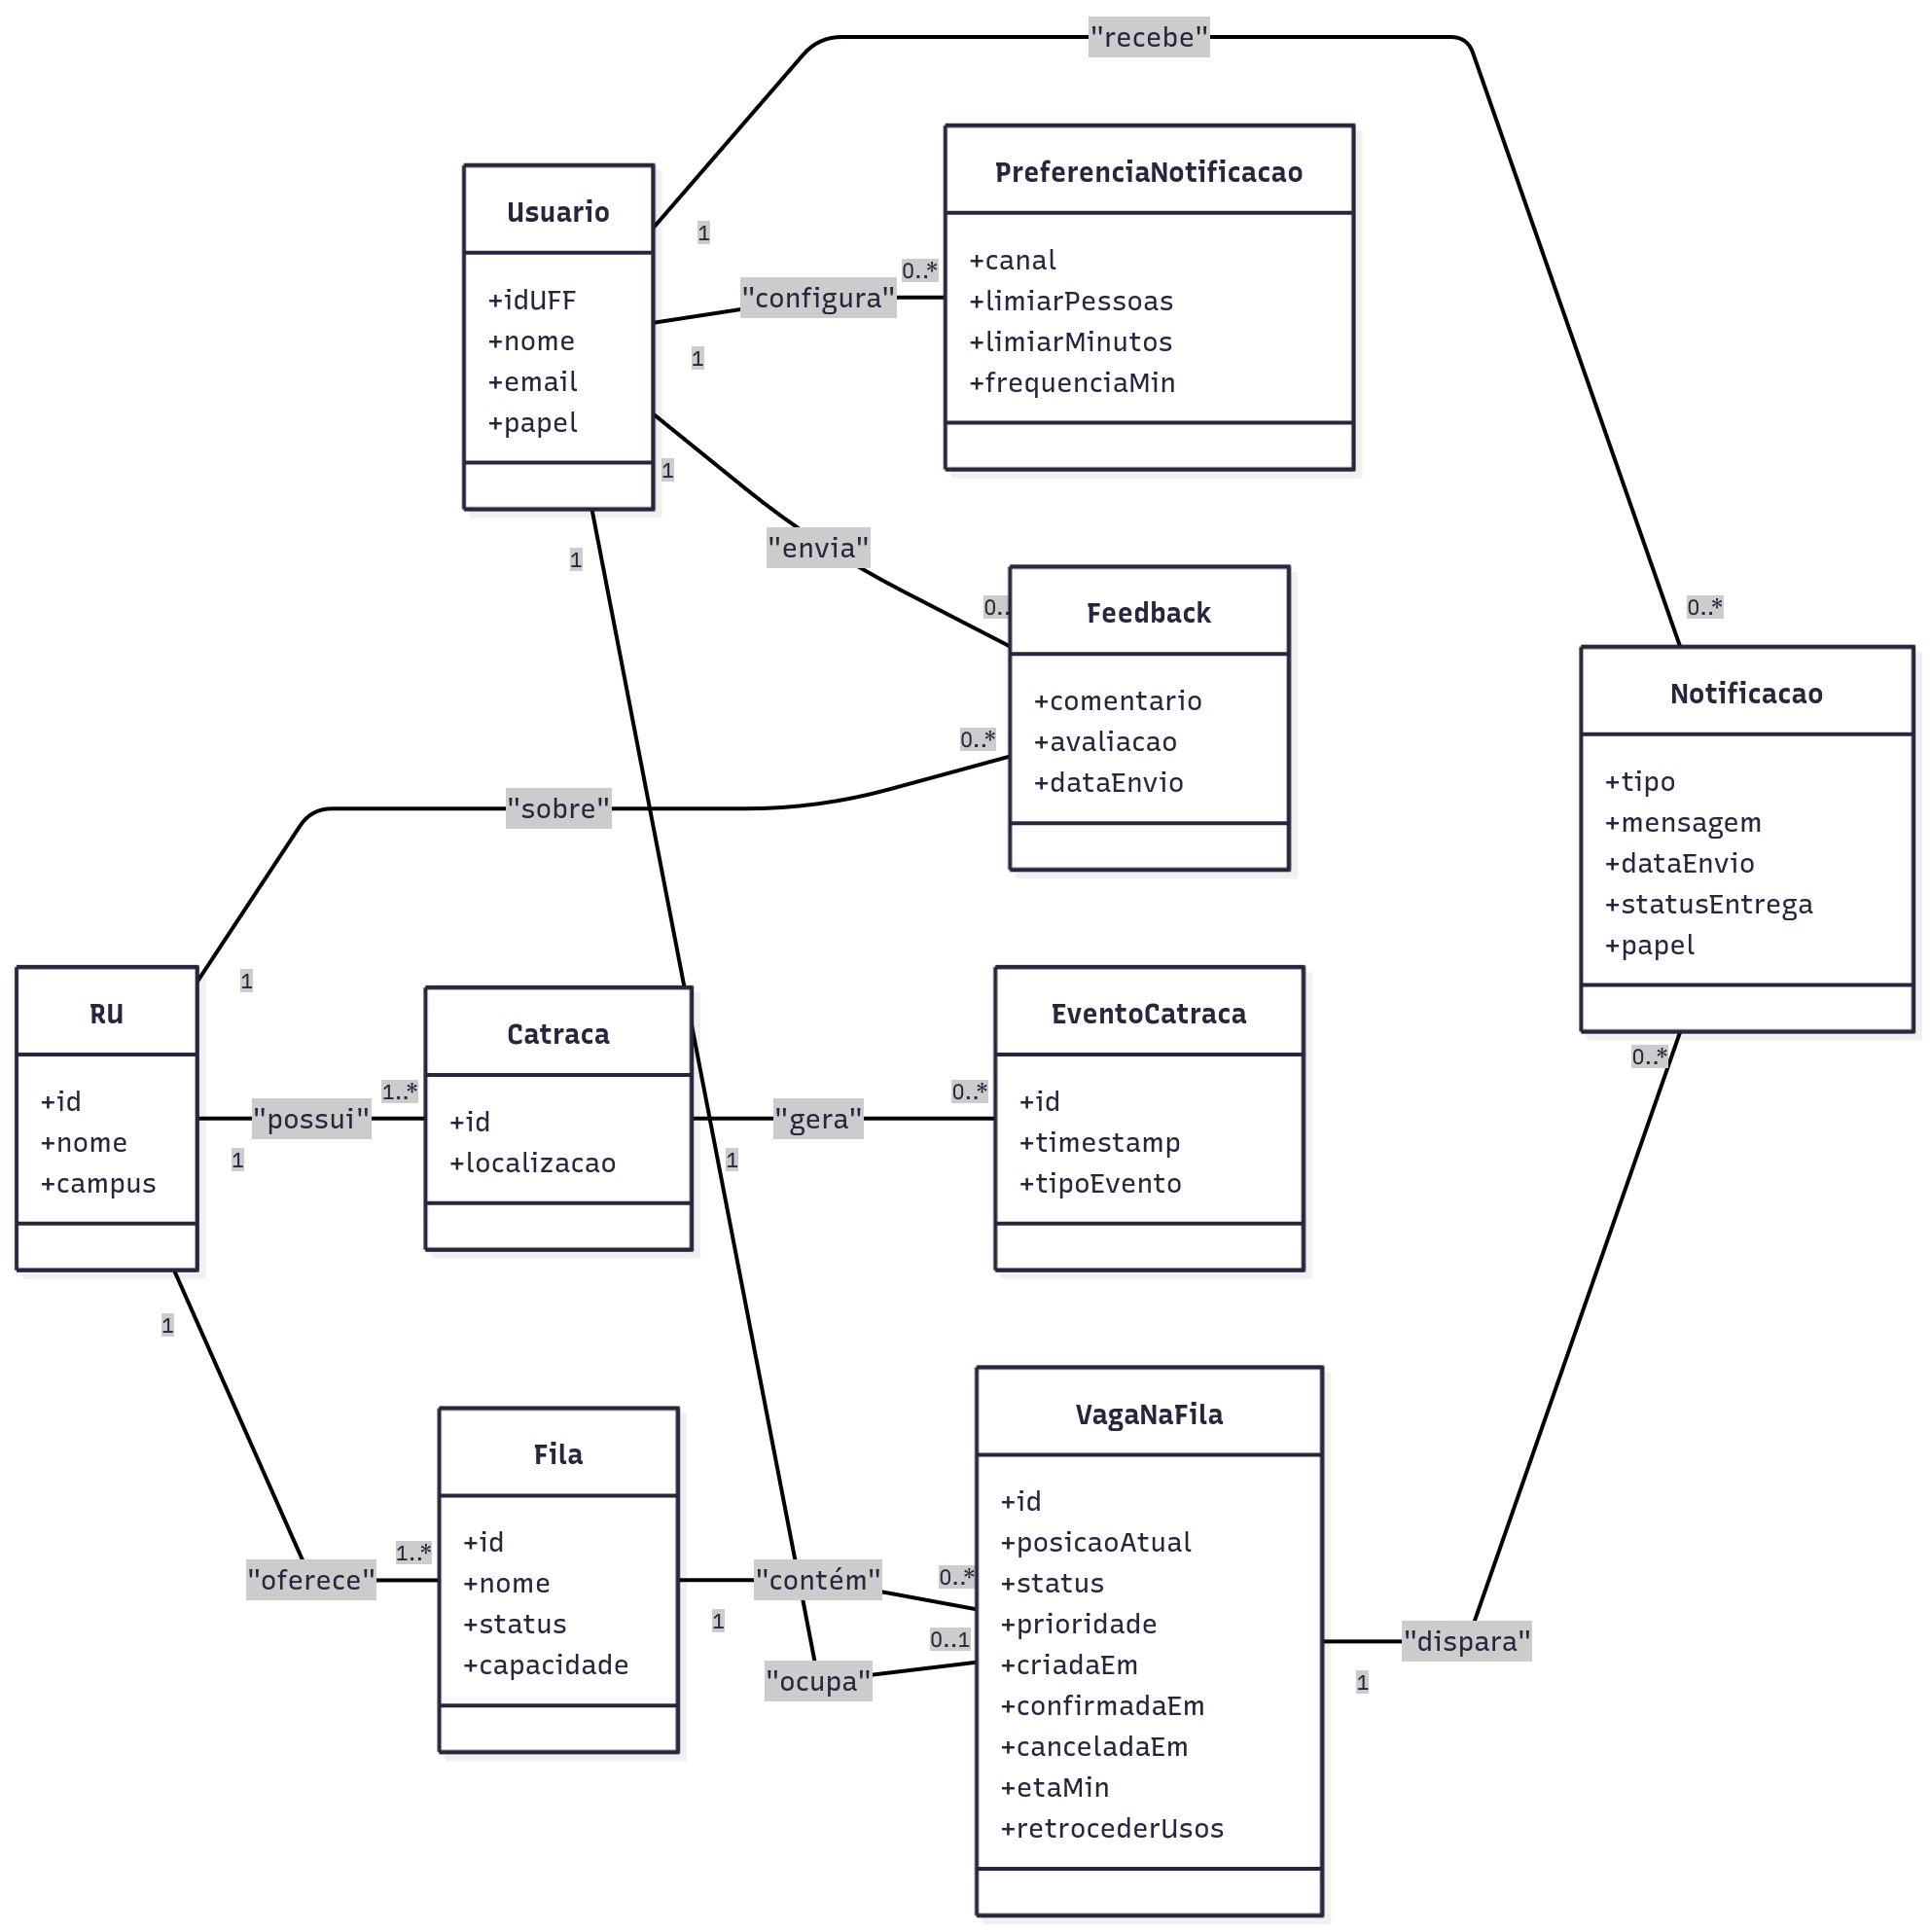 "recebe"
PreferenciaNotificacao
+canal
+limiarPessoas
+limiarMinutos
+frequenciaMin
Usuario
+idUFF
+nome
+email
+papel
1
"configura"
0..*
1
1
"envia"
0..
1
Feedback
+comentario
+avaliacao
+dataEnvio
0..*
Notificacao
+tipo
+mensagem
+dataEnvio
+statusEntrega
+papel
0..*
"sobre"
0..*
1
RU
+id
+nome
+campus
"possui"
1..*
1
Catraca
+id
+localizacao
"gera"
0..*
1
EventoCatraca
+id
+timestamp
+tipoEvento
1
"oferece"
1..*
Fila
+id
+nome
+status
+capacidade
"contém"
0..*
1
"ocupa"
0..1
VagaNaFila
+id
+posicaoAtual
+status
+prioridade
+criadaEm
+confirmadaEm
+canceladaEm
+etaMin
+retrocederUsos
"dispara"
1